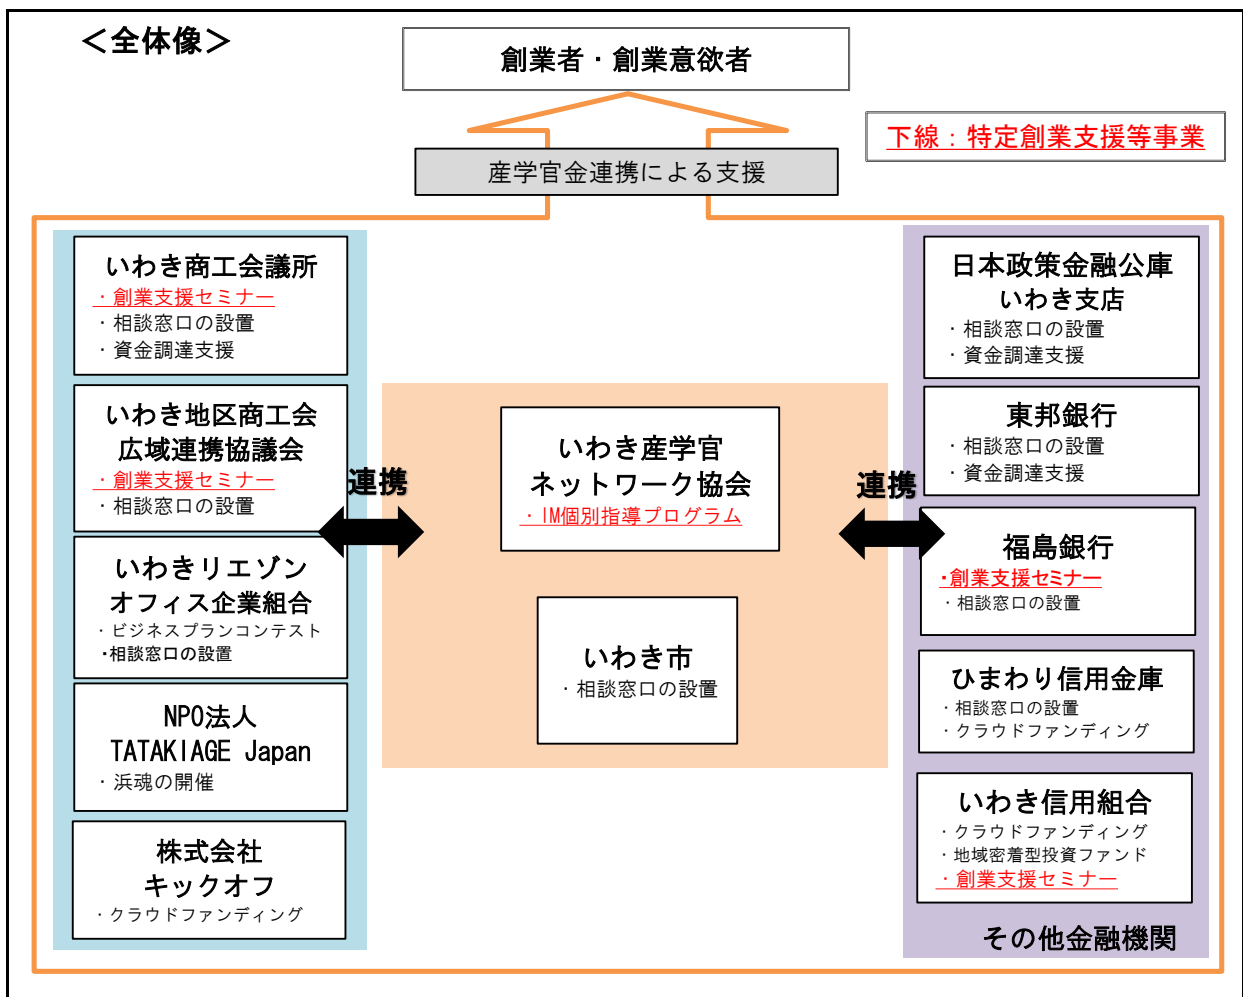 ＜全体像＞
創業者・創業意欲者
下線：特定創業支援等事業
産学官金連携による支援
いわき商工会議所
・創業支援セミナー
・相談窓口の設置
・資金調達支援
いわき地区商工会
広域連携協議会
・創業支援セミナー
・相談窓口の設置
いわきリエゾン
オフィス企業組合
・ビジネスプランコンテスト
・相談窓口の設置
NPO法人
TATAKIAGE Japan
・浜魂の開催
株式会社
キックオフ
・クラウドファンディング
連携
いわき産学官
ネットワーク協会
・IM個別指導プログラム
いわき市
・相談窓口の設置
連携
日本政策金融公庫
いわき支店
・相談窓口の設置
・資金調達支援
東邦銀行
・相談窓口の設置
・資金調達支援
福島銀行
・創業支援セミナー
・相談窓口の設置
ひまわり信用金庫
・相談窓口の設置
・クラウドファンディング
いわき信用組合
・クラウドファンディング
・地域密着型投資ファンド
・創業支援セミナー
その他金融機関